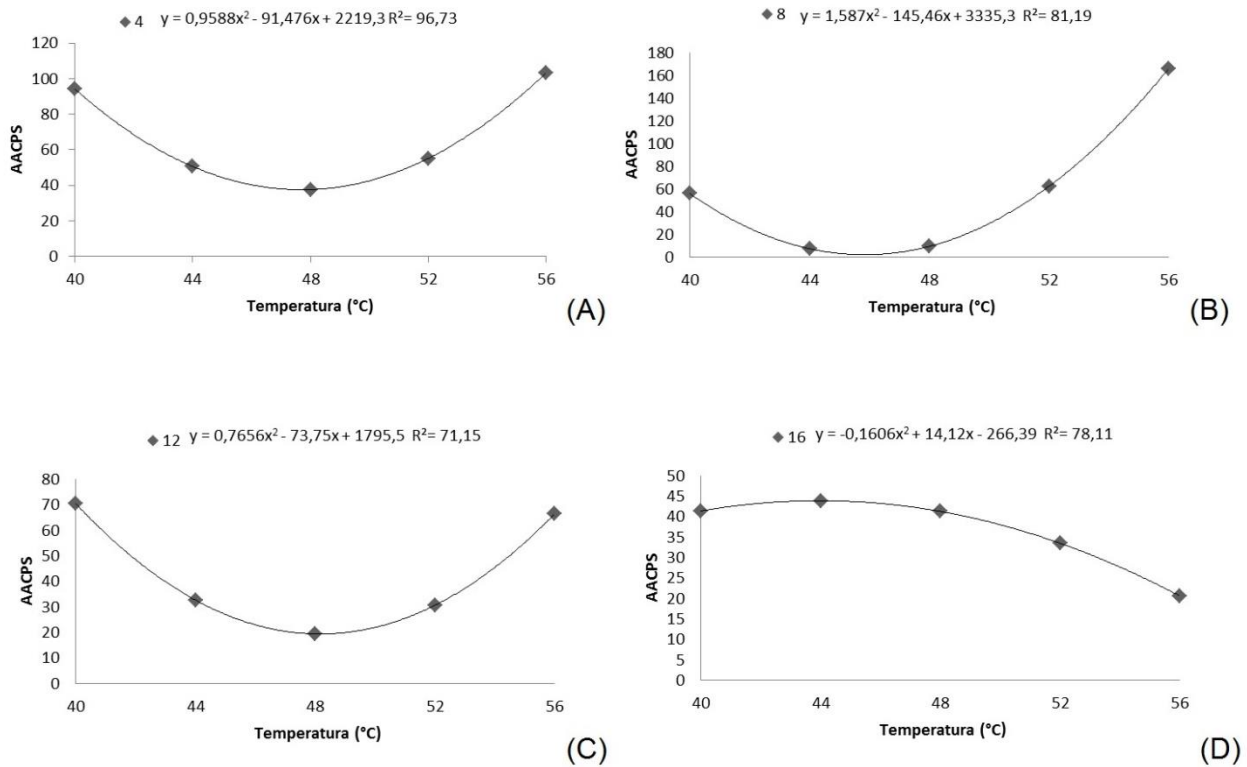 4 y = 0,9588x² - 91,476x + 2219,3 R² = 96,73
120
100
80
60
40
20
0
AACPS
40 44 48 52 56
Temperatura (°C)
(A)
8 y = 1,587x² - 145,46x + 3335,3 R² = 81,19
180
160
140
120
100
80
60
40
20
0
AACPS
40 44 48 52 56
Temperatura (°C)
(B)
12 y = 0,7656x² - 73,75x + 1795,5 R² = 71,15
80
70
60
50
40
30
20
10
0
AACPS
40 44 48 52 56
Temperatura (°C)
(C)
16 y = -0,1606x² + 14,12x - 266,39 R² = 78,11
50
45
40
35
30
25
20
15
10
5
0
AACPS
40 44 48 52 56
Temperatura (°C)
(D)